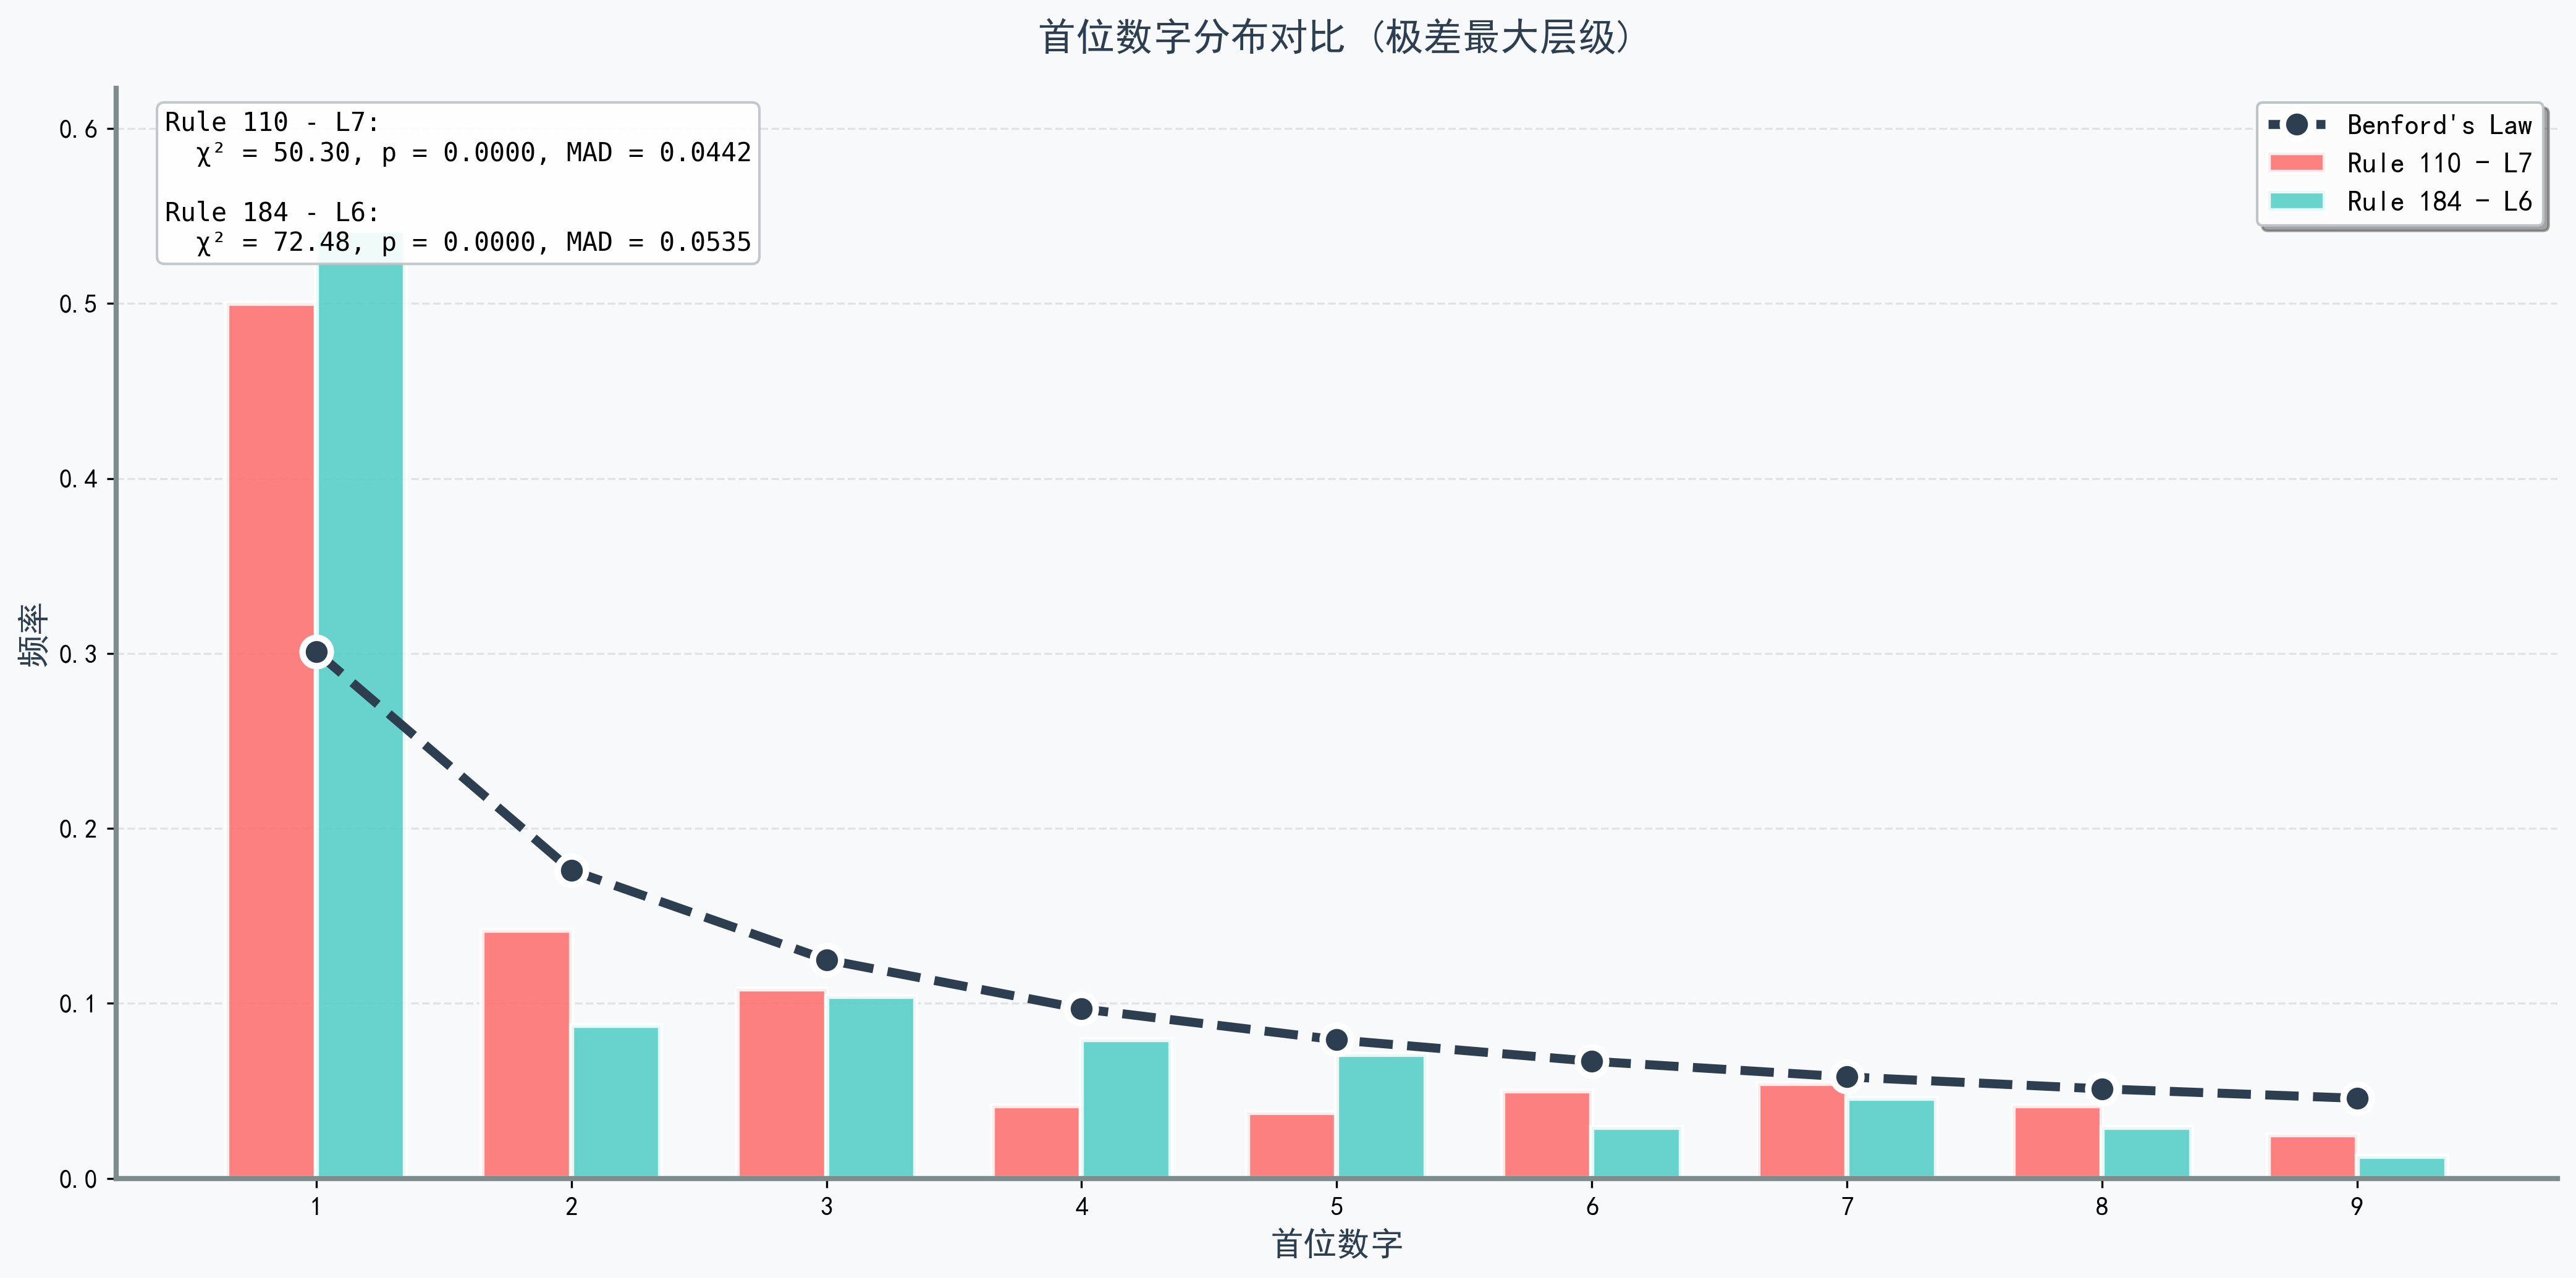 首位数字分布对比 (极差最大层级)
Rule 110 - L7:
χ² = 50.30, p = 0.0000, MAD = 0.0442
Rule 184 - L6:
χ² = 72.48, p = 0.0000, MAD = 0.0535
Benford's Law
Rule 110 - L7
Rule 184 - L6
频率
0.6
0.5
0.4
0.3
0.2
0.1
0.0
1 2 3 4 5 6 7 8 9
首位数字